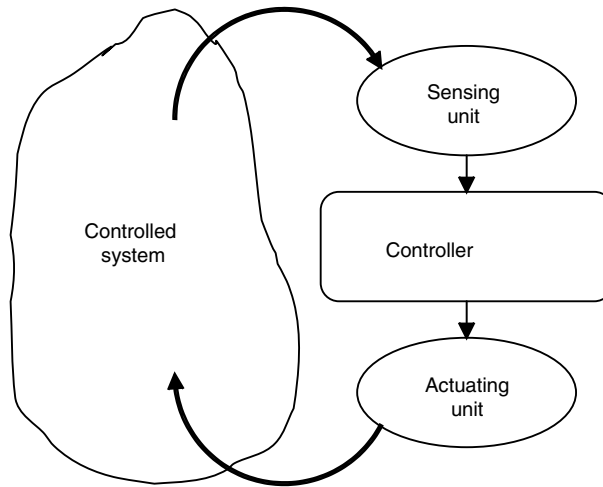 Sensing
unit
Controlled
system
Controller
Actuating
unit